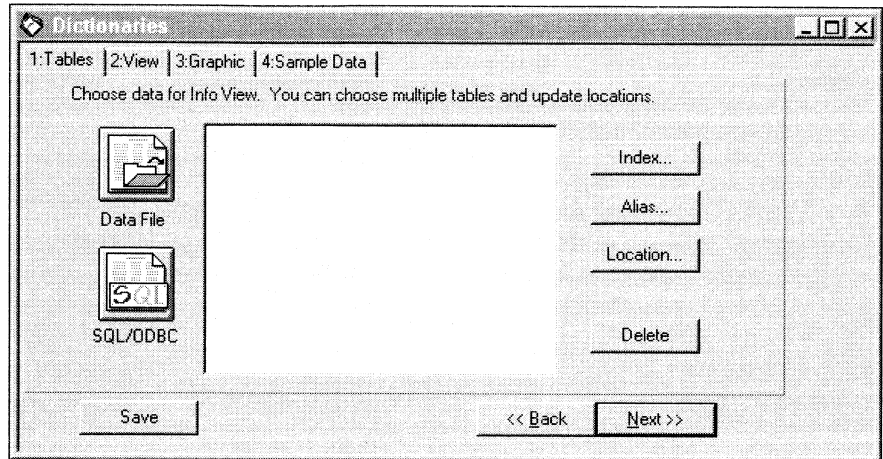 Dictionaries
1:Tables 2:View 3:Graphic 4:Sample Data
Choose data for Info View. You can choose multiple tables and update locations.
Data File
SQL
SQL/ODBC
Index...
Alias...
Location...
Delete
Save
<< Back
Next >>